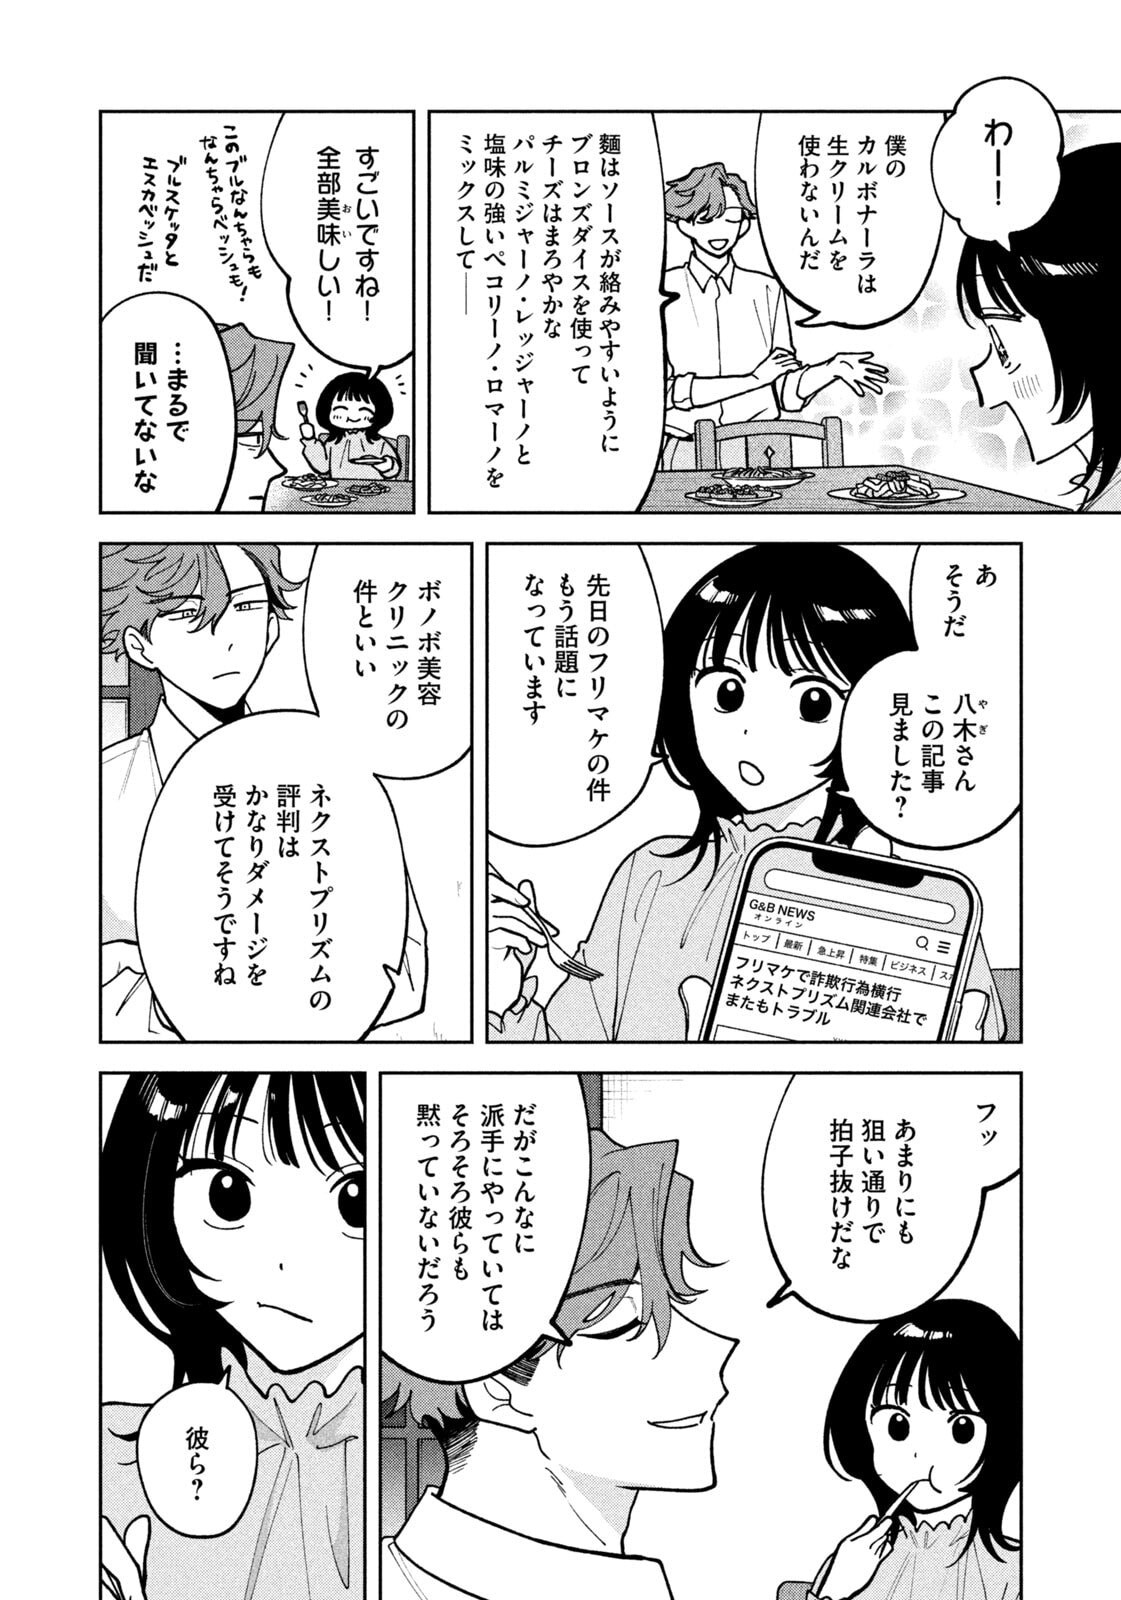 わー！
僕の
カルボナーラは
生クリームを
使わないんだ
麺はソースが絡みやすいように
ブロンズダイスを使って
チーズはまろやかな
パルミジャーノ・レッジャーノと
塩味の強いペコリーノ・ロマーノを
ミックスして――
すごいですね！
全部美味しい！
おい
このブルなんちゃらも
なんちゃらベッシュも！
ブルスケッタと
エスカベッシュだ
…まるで
聞いてないな
あ
そうだ
八木さん
やぎ
この記事
見ました？
先日のフリマケの件
もう話題に
なっています
G&B NEWS
オンライン
トップ 最新 急上昇 特集 ビジネス スポ
フリマケで詐欺行為横行
ネクストプリズム関連会社で
またもトラブル
ボノボ美容
クリニックの
件といい
ネクストプリズムの
評判は
かなりダメージを
受けてそうですね
フッ
あまりにも
狙い通りで
拍子抜けだな
だがこんなに
派手にやっていては
そろそろ彼らも
黙っていないだろう
彼ら？